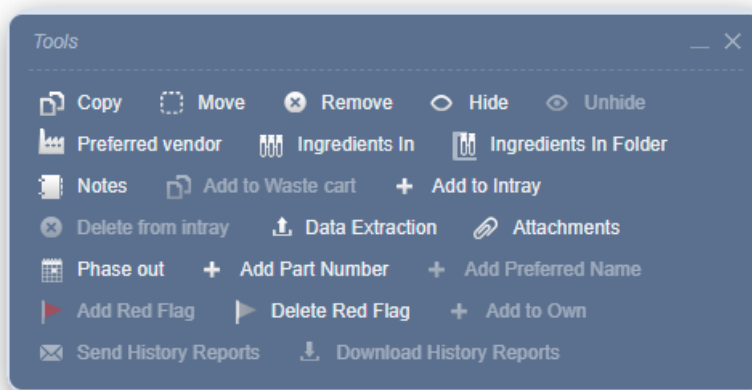 Tools
Copy Move Remove Hide Unhide
Preferred vendor Ingredients In Ingredients In Folder
Notes Add to Waste cart Add to Intray
Delete from intray Data Extraction Attachments
Phase out Add Part Number Add Preferred Name
Add Red Flag Delete Red Flag Add to Own
Send History Reports Download History Reports